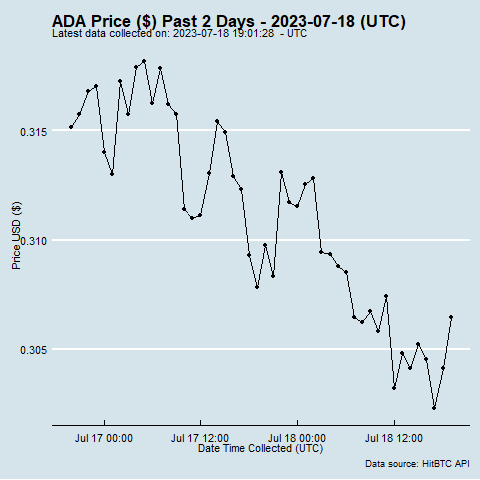 ADA Price ($) Past 2 Days - 2023-07-18 (UTC)
Latest data collected on: 2023-07-18 19:01:28  - UTC
0.315
0.310
0.305
Price USD ($)
Jul 17 00:00
Jul 17 12:00
Jul 18 00:00
Jul 18 12:00
Date Time Collected (UTC)
Data source: HitBTC API